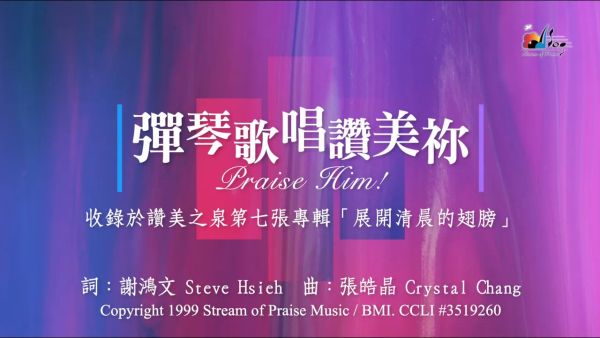 彈琴歌唱讚美祢
Praise Him!
收錄於讚美之泉第七張專輯「展開清晨的翅膀」
詞：謝鴻文 Steve Hsieh 曲：張皓晶 Crystal Chang
Copyright 1999 Stream of Praise Music / BMI. CCLI #3519260